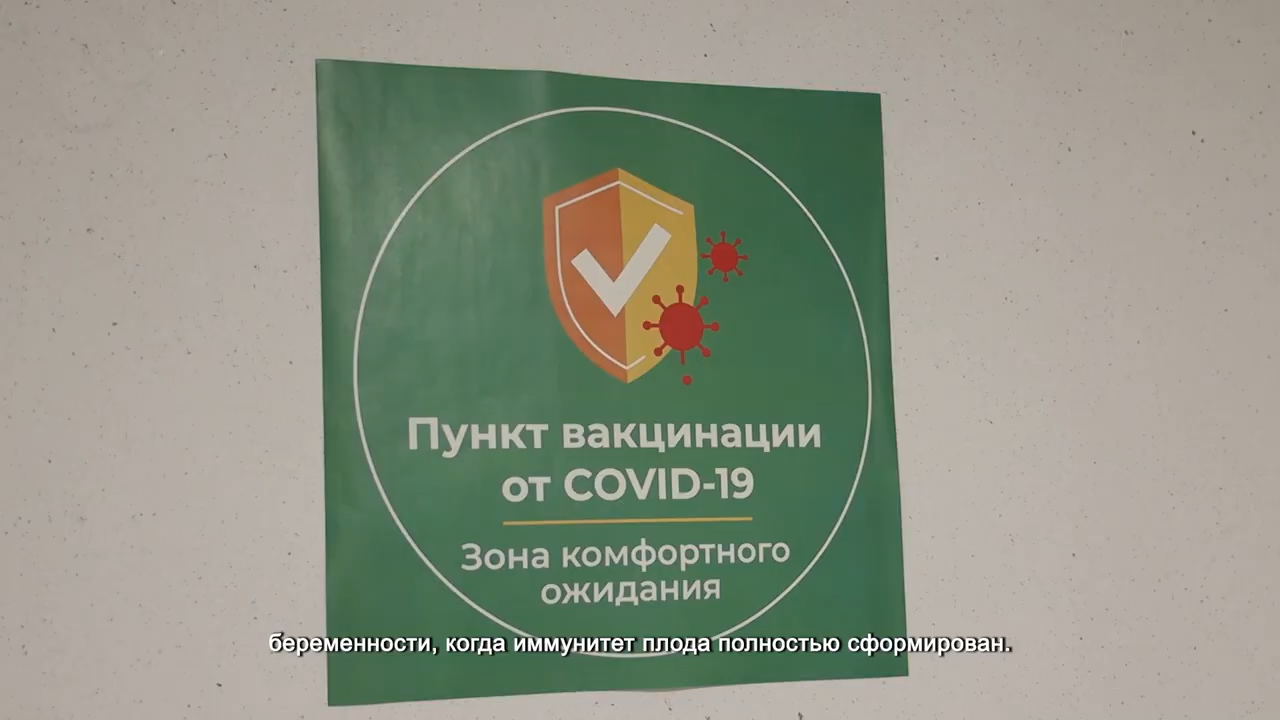 Пункт вакцинации
от COVID-19
Зона комфортного
ожидания
беременности, когда иммунитет плода полностью сформирован.